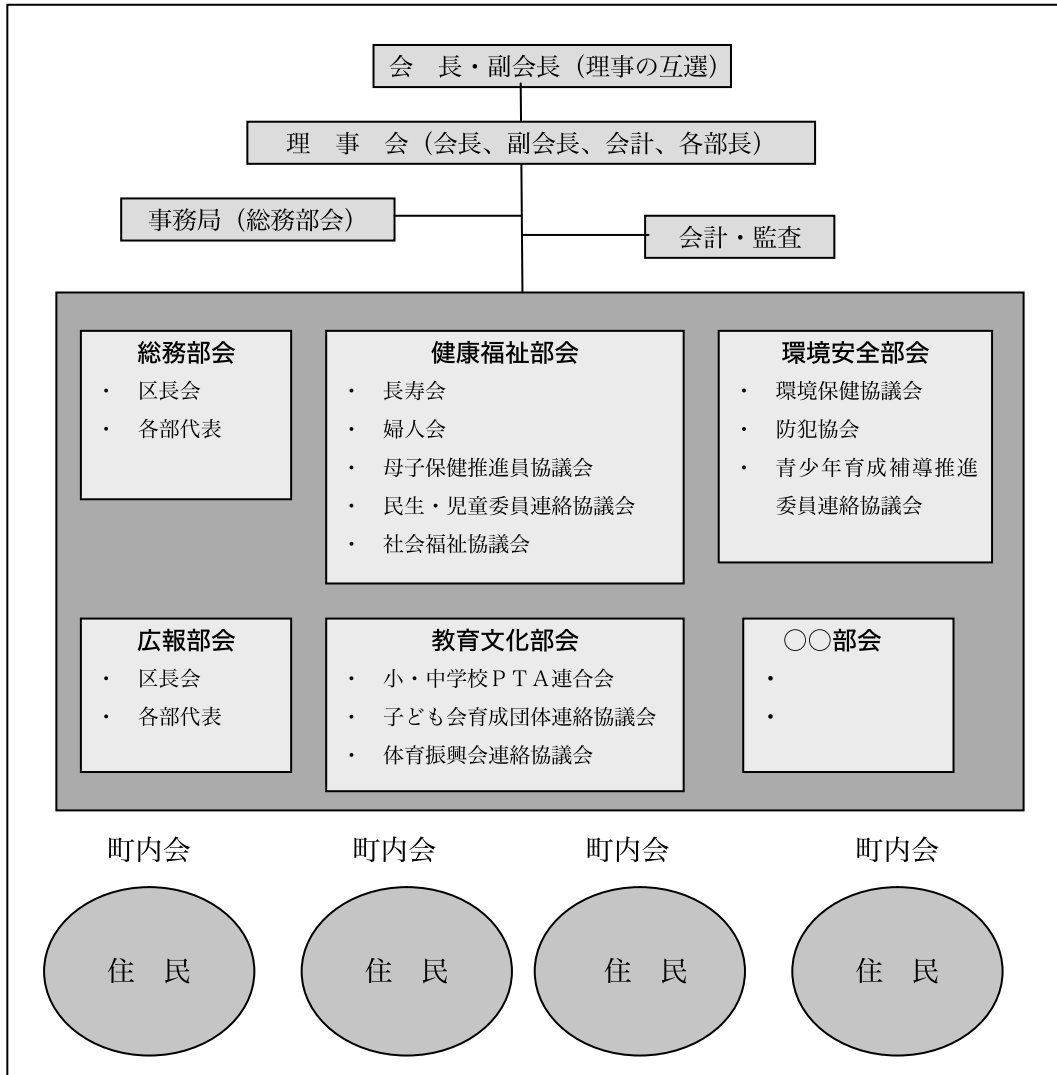 会　長・副会長（理事の互選）
理　事　会（会長、副会長、会計、各部長）
事務局（総務部会）
会計・監査
総務部会
・　区長会
・　各部代表
健康福祉部会
・　長寿会
・　婦人会
・　母子保健推進員協議会
・　民生・児童委員連絡協議会
・　社会福祉協議会
環境安全部会
・　環境保健協議会
・　防犯協会
・　青少年育成補導推進
委員連絡協議会
広報部会
・　区長会
・　各部代表
教育文化部会
・　小・中学校ＰＴＡ連合会
・　子ども会育成団体連絡協議会
・　体育振興会連絡協議会
○○部会
・
・
町内会
町内会
町内会
町内会
住　民
住　民
住　民
住　民